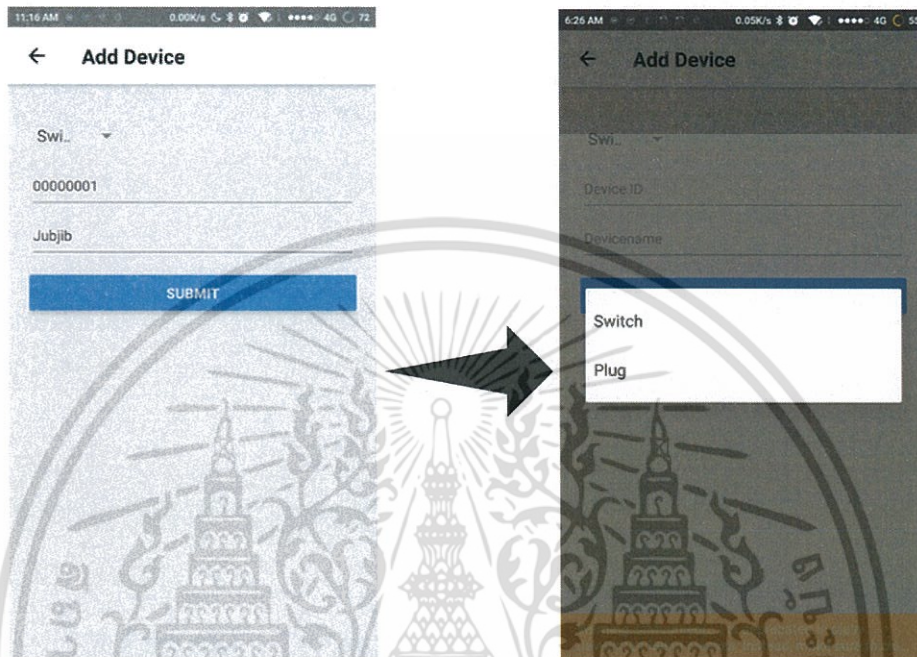 11:16 AM
0.00K/s
4G
72
Add Device
Swi..
00000001
Jubjib
SUBMIT
6:26 AM
0.05K/s
4G
Add Device
Swi..
Device ID
Devicename
Switch
Plug